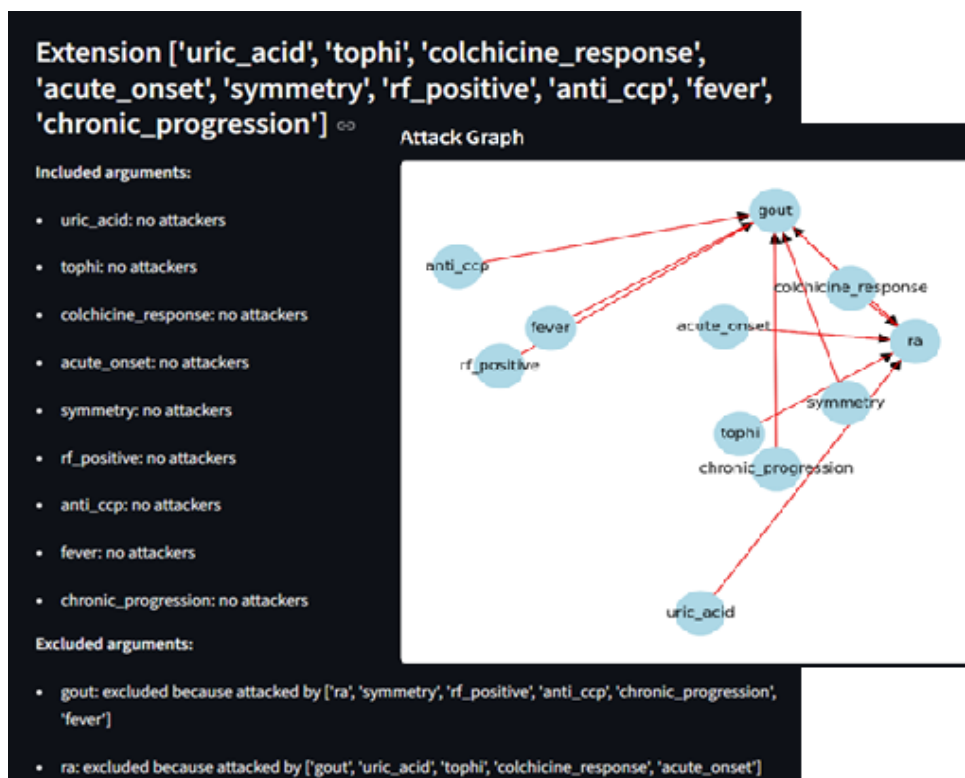 Extension ['uric_acid', 'tophi', 'colchicine_response',
'acute_onset', 'symmetry', 'rf_positive', 'anti_ccp', 'fever',
'chronic_progression']
Included arguments:
• uric_acid: no attackers
• tophi: no attackers
• colchicine_response: no attackers
• acute_onset: no attackers
• symmetry: no attackers
• rf_positive: no attackers
• anti_ccp: no attackers
• fever: no attackers
• chronic_progression: no attackers
Excluded arguments:
• gout: excluded because attacked by ['ra', 'symmetry', 'rf_positive', 'anti_ccp', 'chronic_progression',
'fever']
• ra: excluded because attacked by ['gout', 'uric_acid', 'tophi', 'colchicine_response', 'acute_onset']
Attack Graph
gout
anti_ccp
colchicine_response
fever
acute_onset
ra
rf_positive
symmetry
tophi
chronic_progression
uric_acid